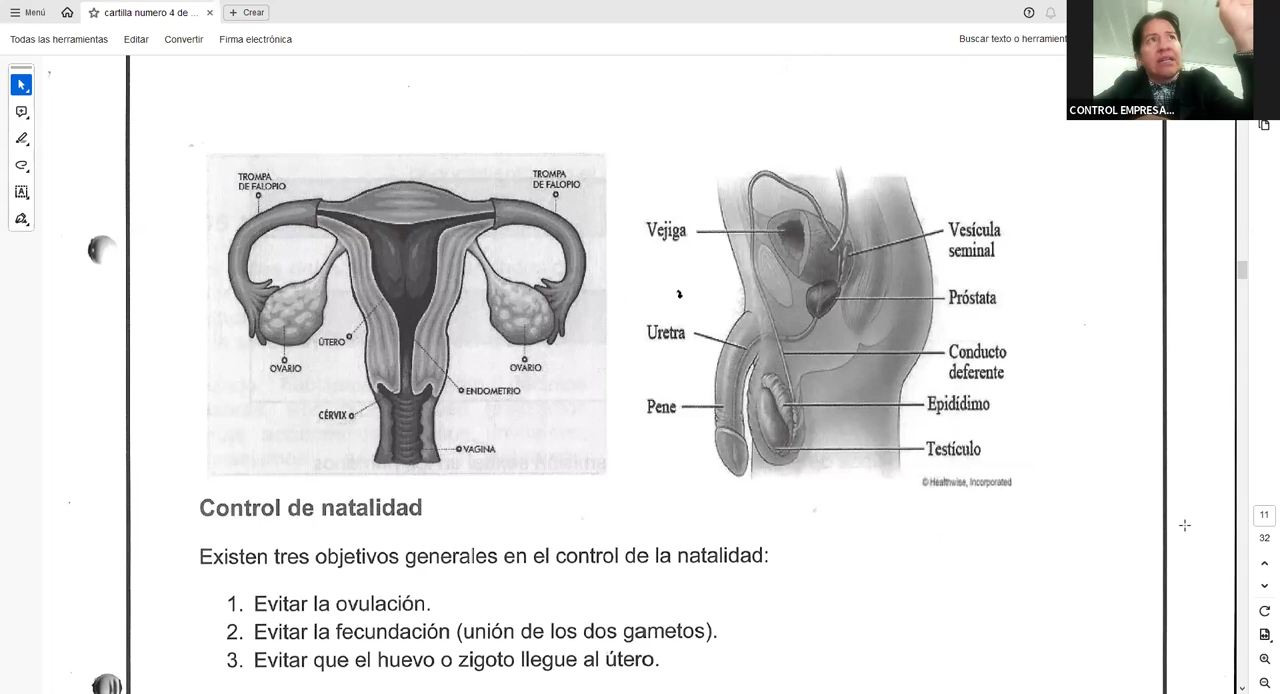 Menú
cartilla numero 4 de ...
Crear
Todas las herramientas Editar Convertir Firma electrónica
Buscar texto o herramient
CONTROL EMPRESA...
TROMPA
DE FALOPIO
TROMPA
DE FALOPIO
ÚTERO
OVARIO
OVARIO
ENDOMETRIO
CÉRVIX
VAGINA
Vejiga
Vesícula
seminal
Próstata
Uretra
Conducto
deferente
Pene
Epidídimo
Testículo
© Healthwise, Incorporated
Control de natalidad
Existen tres objetivos generales en el control de la natalidad:
1. Evitar la ovulación.
2. Evitar la fecundación (unión de los dos gametos).
3. Evitar que el huevo o zigoto llegue al útero.
11
32